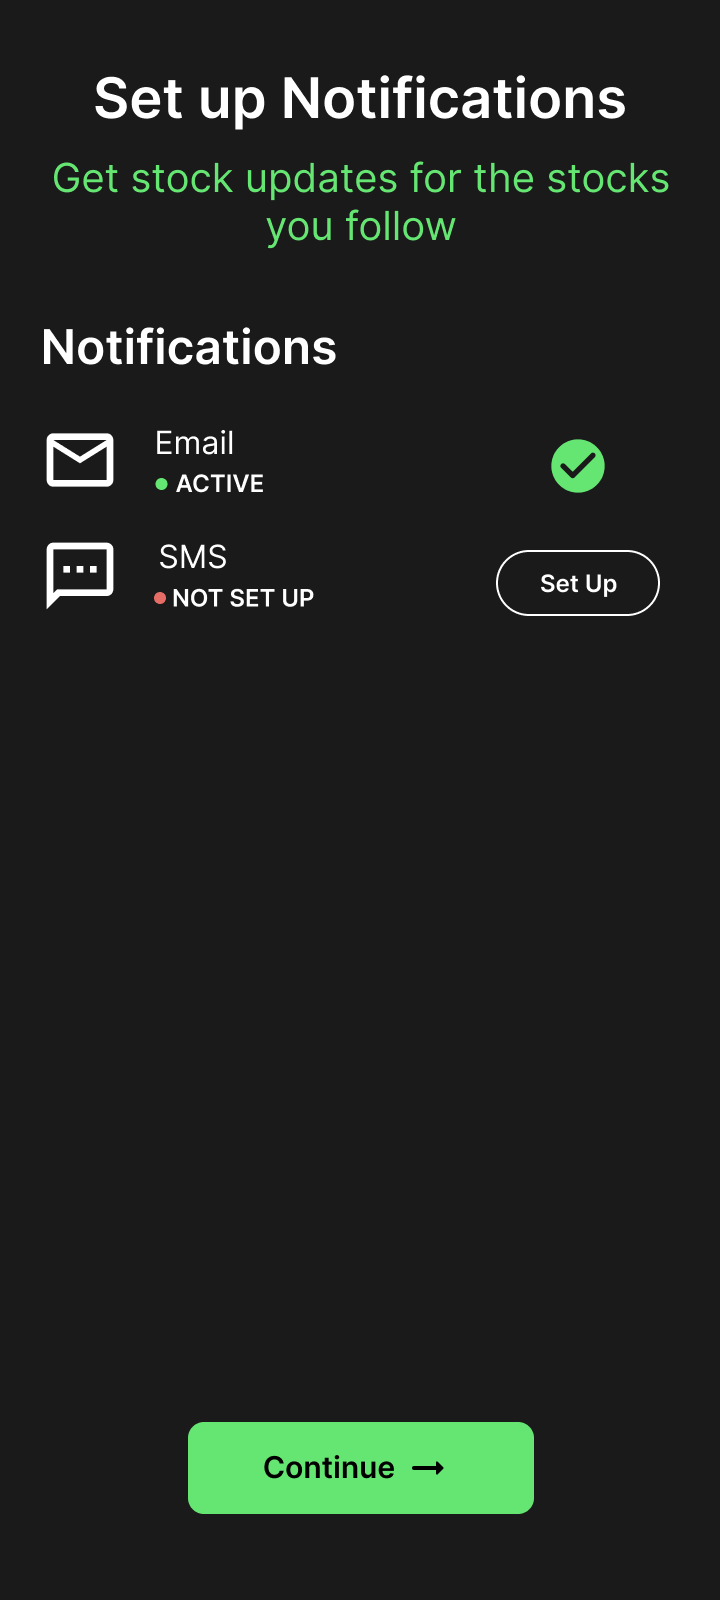 Set up Notifications
Get stock updates for the stocks
you follow
Notifications
Email
ACTIVE
SMS
NOT SET UP
Set Up
Continue